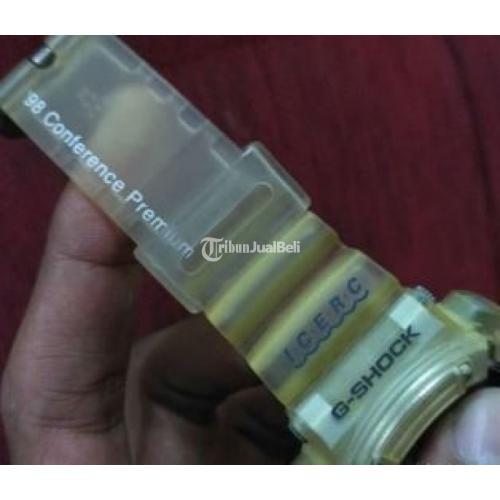 '98 Conference Premium
TribunJualBeli
I.C.E.R.C
G-SHOCK